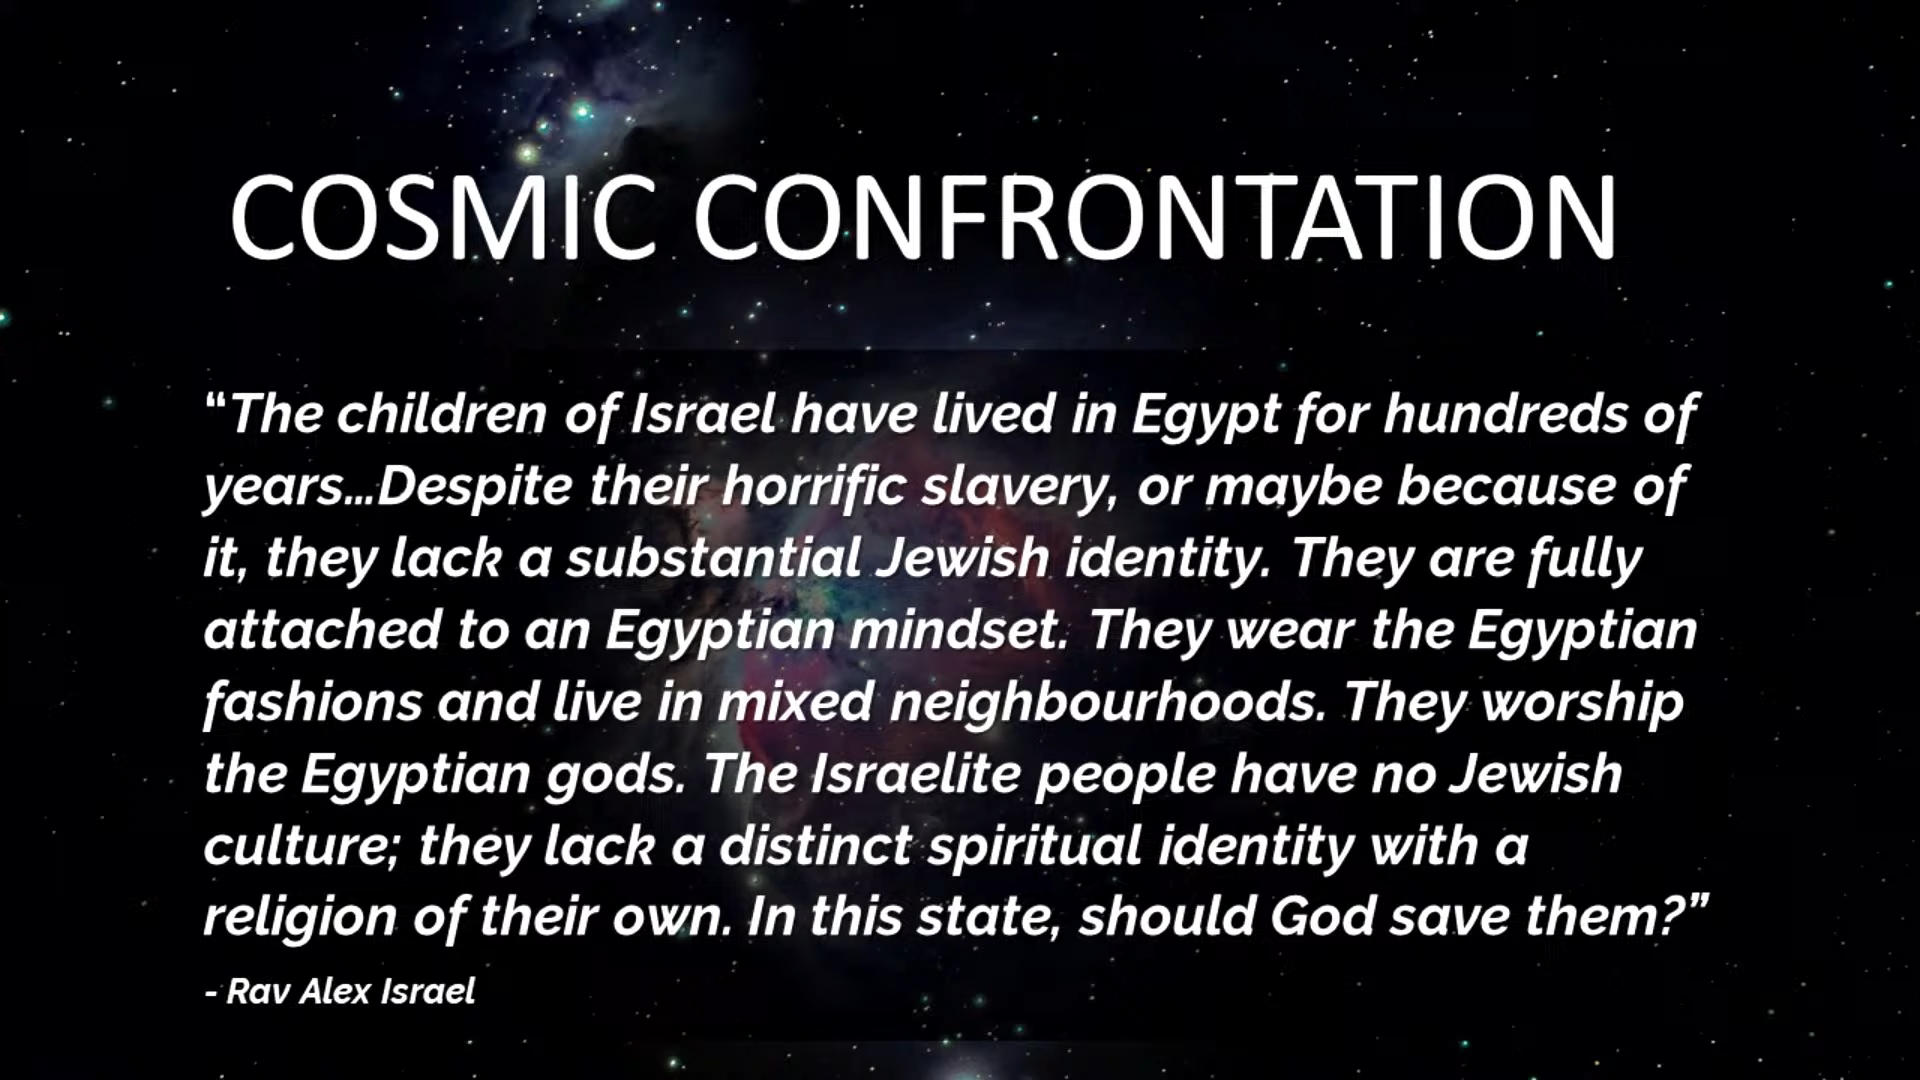 COSMIC CONFRONTATION
“The children of Israel have lived in Egypt for hundreds of
years...Despite their horrific slavery, or maybe because of
it, they lack a substantial Jewish identity. They are fully
attached to an Egyptian mindset. They wear the Egyptian
fashions and live in mixed neighbourhoods. They worship
the Egyptian gods. The Israelite people have no Jewish
culture; they lack a distinct spiritual identity with a
religion of their own. In this state, should God save them?”
- Rav Alex Israel